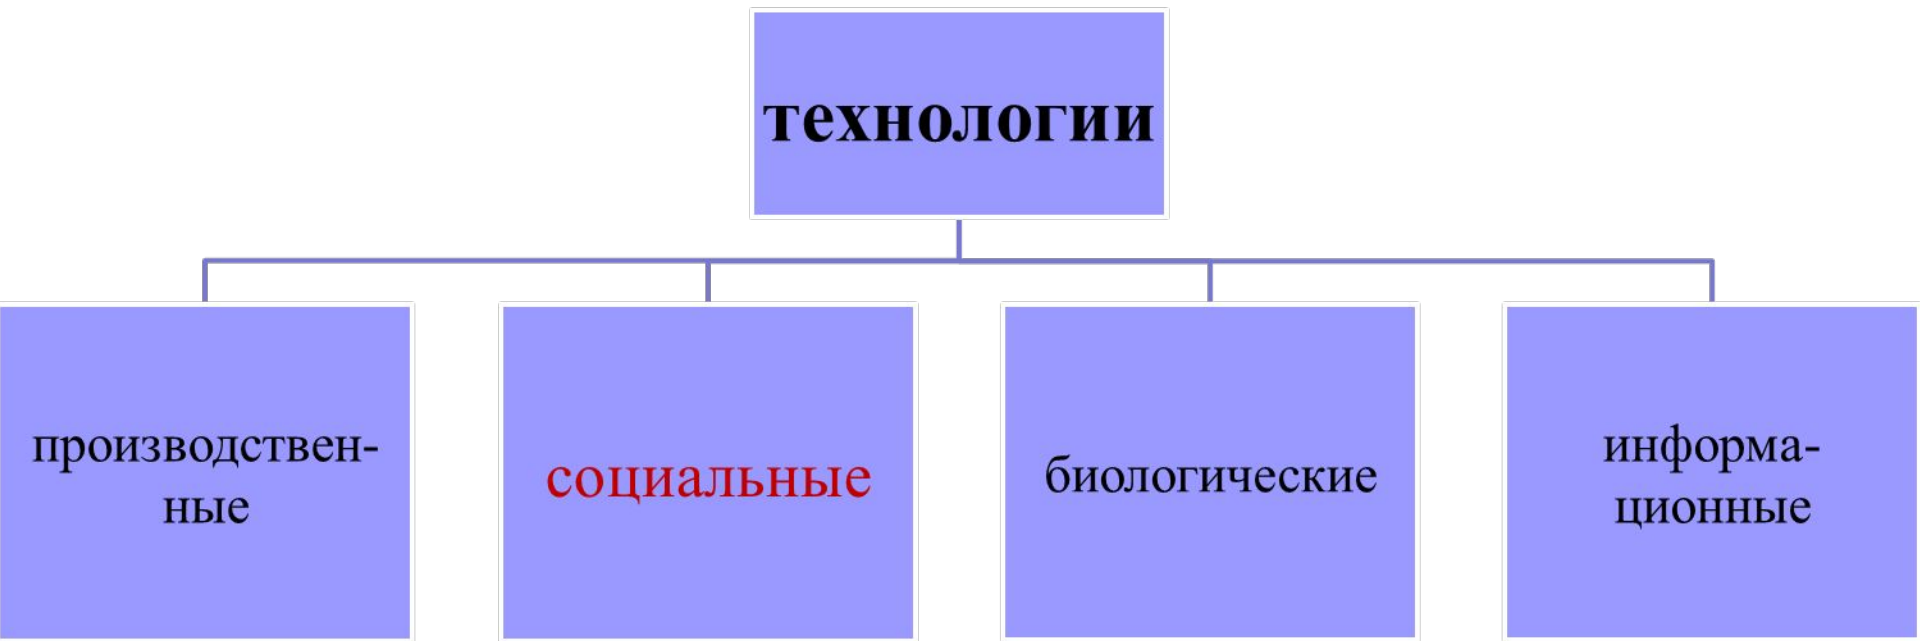 технологии
производствен-
ные
социальные
биологические
информа-
ционные